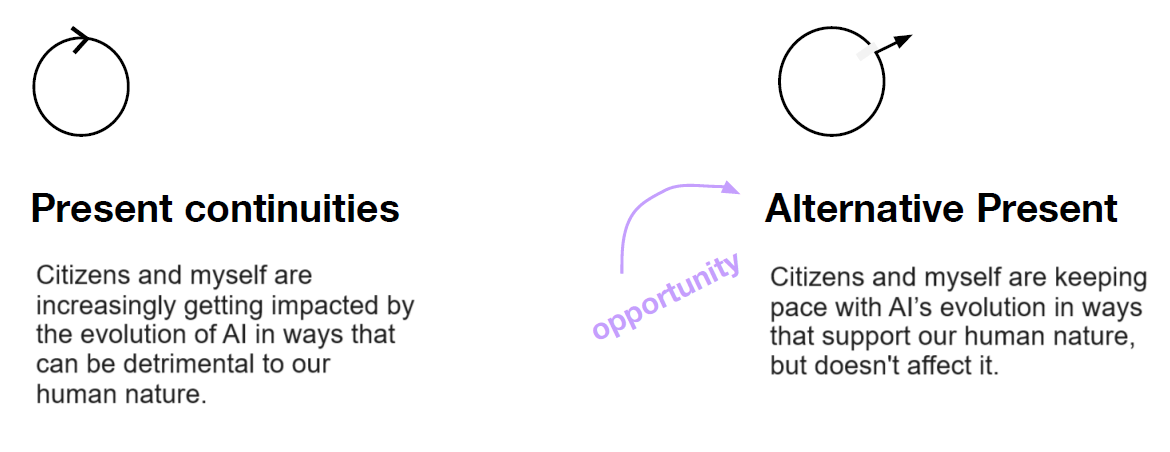 Present continuities
Citizens and myself are
increasingly getting impacted by
the evolution of AI in ways that
can be detrimental to our
human nature.
opportunity
Alternative Present
Citizens and myself are keeping
pace with AI’s evolution in ways
that support our human nature,
but doesn't affect it.